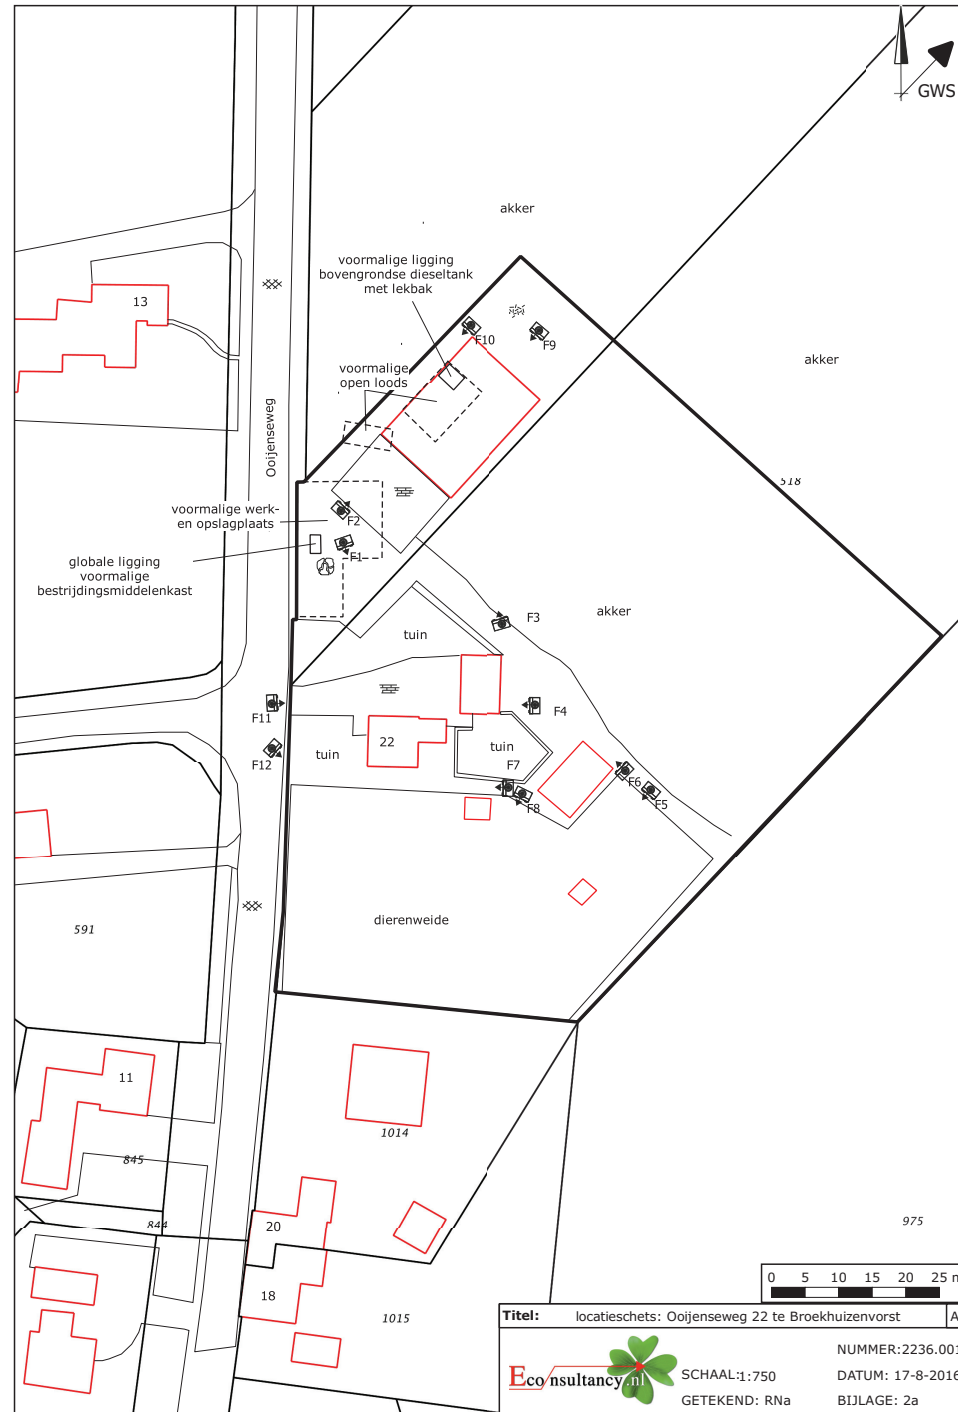 GWS
akker
voormalige ligging
bovengrondse dieseltank
met lekbak
13
F10
F9
akker
voormalige
open loods
Ooijenseweg
518
voormalige werk-
en opslagplaats
F2
F1
globale ligging
voormalige
bestrijdingsmiddelenkast
F3
akker
tuin
F11
F4
22
tuin
tuin
F12
F7
F6
F8
F5
dierenweide
591
11
1014
845
844
20
975
18
1015
0 5 10 15 20 25 m
Titel: locatieschets: Ooijenseweg 22 te Broekhuizenvorst A
Econsultancy.nl
NUMMER:2236.001
SCHAAL:1:750
DATUM: 17-8-2016
GETEKEND: RNa
BIJLAGE: 2a